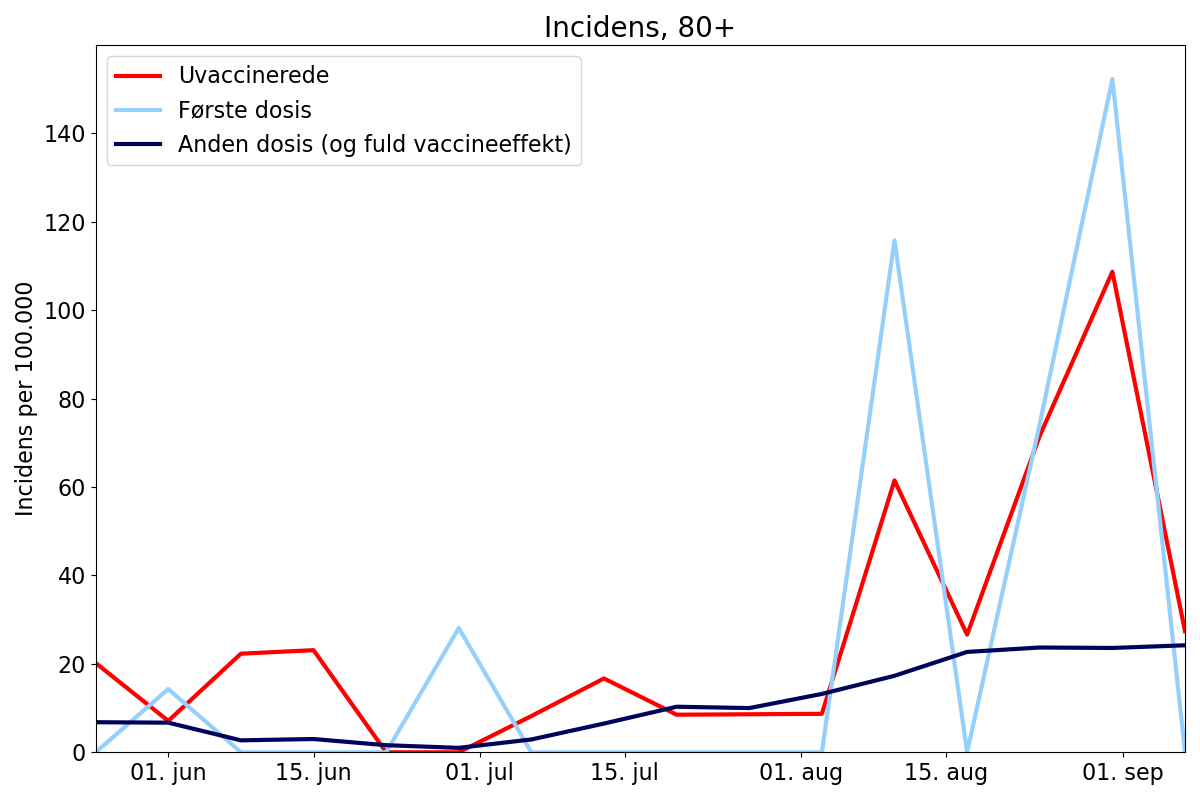 Incidens, 80+
Uvaccinerede
Første dosis
Anden dosis (og fuld vaccineeffekt)
Incidens per 100.000
140
120
100
80
60
40
20
0
01. jun
15. jun
01. jul
15. jul
01. aug
15. aug
01. sep